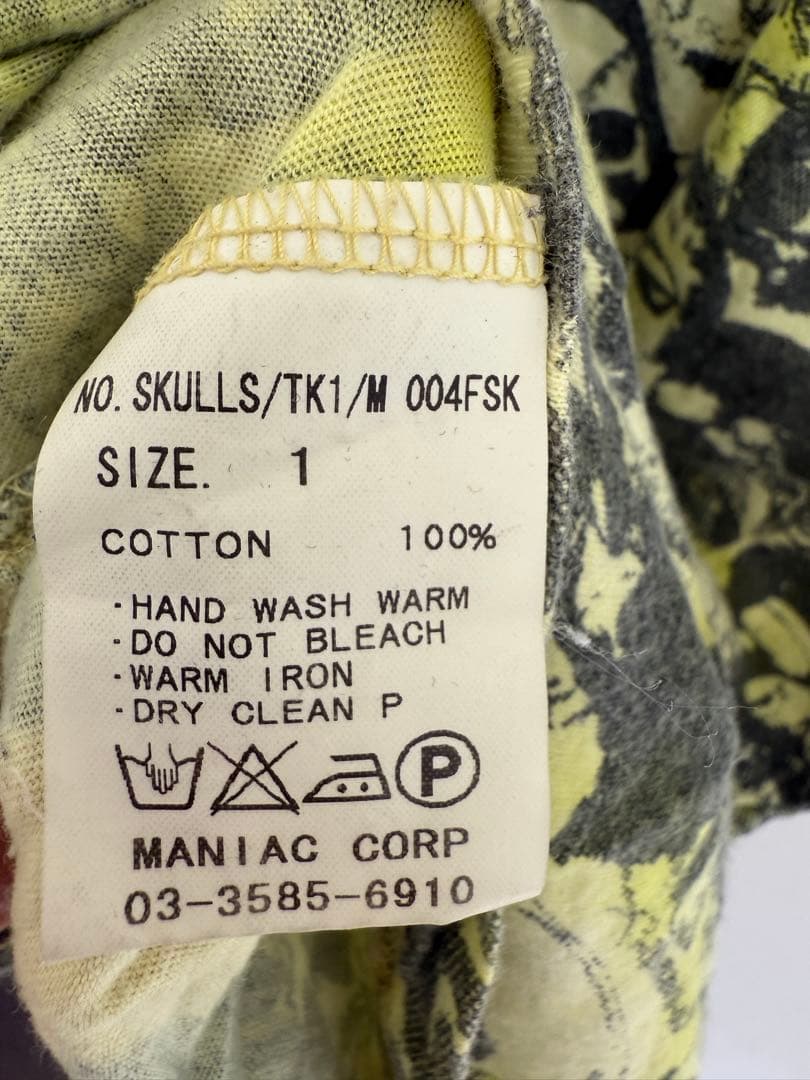 NO. SKULLS/TK1/M 004FSK
SIZE. 1
COTTON 100%
·HAND WASH WARM
·DO NOT BLEACH
·WARM IRON
·DRY CLEAN P
P
MANIAC CORP
03-3585-6910